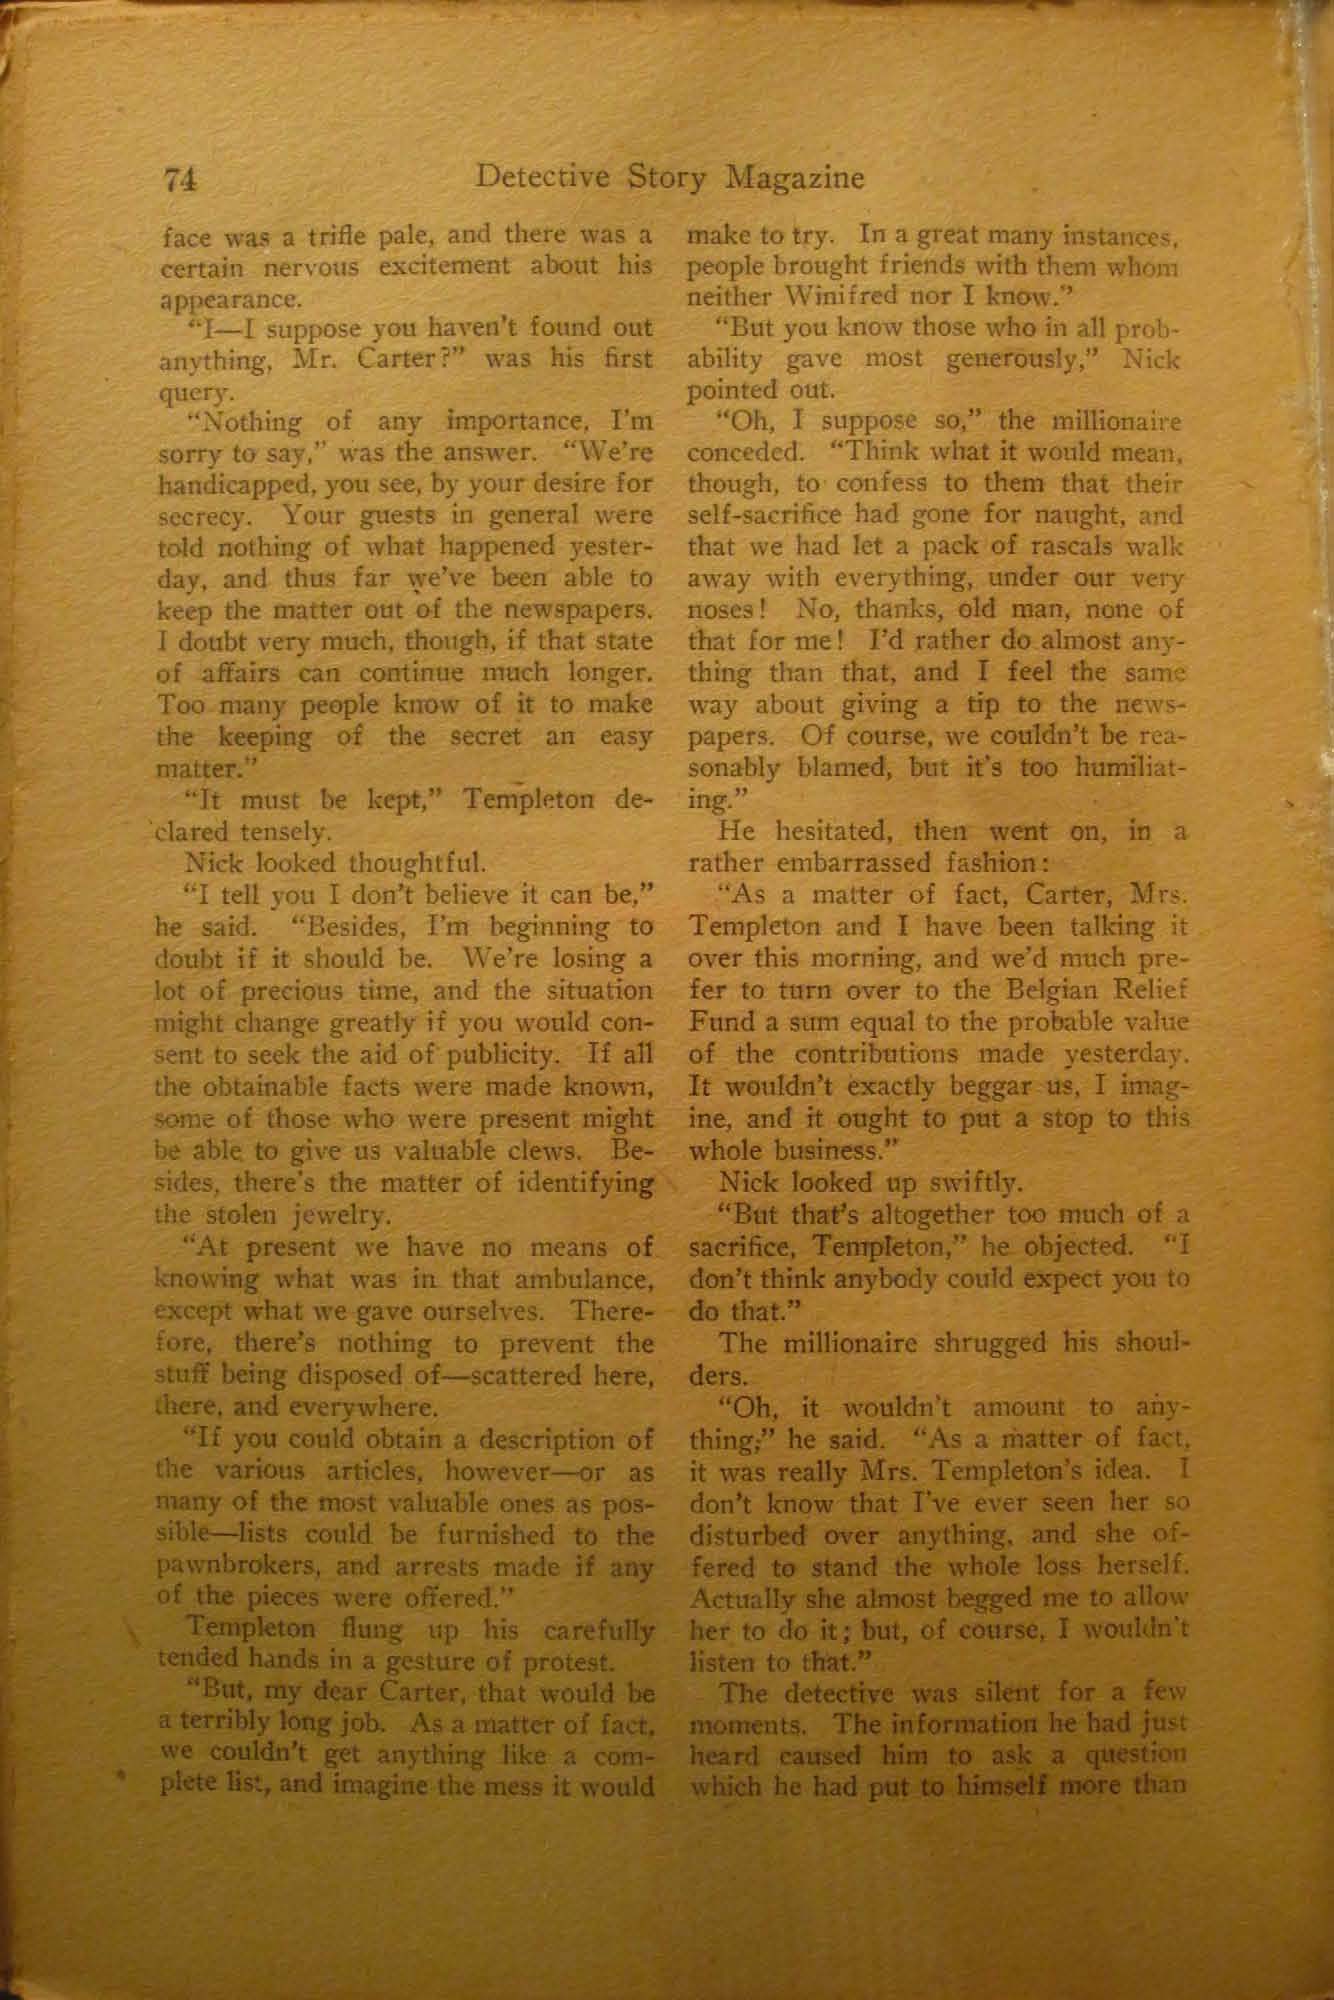 74
Detective Story Magazine
face was a trifle pale, and there was a
certain nervous excitement about his
appearance.
“I—I suppose you haven't found out
anything, Mr. Carter?” was his first
query.
“Nothing of any importance, I'm
sorry to say,” was the answer. “We're
handicapped, you see, by your desire for
secrecy. Your guests in general were
told nothing of what happened yester-
day, and thus far we've been able to
keep the matter out of the newspapers.
I doubt very much, though, if that state
of affairs can continue much longer.
Too many people know of it to make
the keeping of the secret an easy
matter.”
“It must be kept,” Templeton de-
clared tensely.
Nick looked thoughtful.
“I tell you I don't believe it can be,”
he said. “Besides, I'm beginning to
doubt if it should be. We're losing a
lot of precious time, and the situation
might change greatly if you would con-
sent to seek the aid of publicity. If all
the obtainable facts were made known,
some of those who were present might
be able to give us valuable clews. Be-
sides, there's the matter of identifying
the stolen jewelry.
“At present we have no means of
knowing what was in that ambulance,
except what we gave ourselves. There-
fore, there's nothing to prevent the
stuff being disposed of—scattered here,
there, and everywhere.
“If you could obtain a description of
the various articles, however—or as
many of the most valuable ones as pos-
sible—lists could be furnished to the
pawnbrokers, and arrests made if any
of the pieces were offered.”
Templeton flung up his carefully
tended hands in a gesture of protest.
“But, my dear Carter, that would be
a terribly long job. As a matter of fact,
we couldn't get anything like a com-
plete list, and imagine the mess it would
make to try. In a great many instances,
people brought friends with them whom
neither Winifred nor I know.”
“But you know those who in all prob-
ability gave most generously,” Nick
pointed out.
“Oh, I suppose so,” the millionaire
conceded. “Think what it would mean,
though, to confess to them that their
self-sacrifice had gone for naught, and
that we had let a pack of rascals walk
away with everything, under our very
noses! No, thanks, old man, none of
that for me! I'd rather do almost any-
thing than that, and I feel the same
way about giving a tip to the news-
papers. Of course, we couldn't be rea-
sonably blamed, but it's too humiliat-
ing.”
He hesitated, then went on, in a
rather embarrassed fashion:
“As a matter of fact, Carter, Mrs.
Templeton and I have been talking it
over this morning, and we'd much pre-
fer to turn over to the Belgian Relief
Fund a sum equal to the probable value
of the contributions made yesterday.
It wouldn't exactly beggar us, I imag-
ine, and it ought to put a stop to this
whole business.”
Nick looked up swiftly.
“But that's altogether too much of a
sacrifice, Templeton,” he objected. “I
don't think anybody could expect you to
do that.”
The millionaire shrugged his shoul-
ders.
“Oh, it wouldn't amount to any-
thing,” he said. “As a matter of fact,
it was really Mrs. Templeton's idea. I
don't know that I've ever seen her so
disturbed over anything, and she of-
fered to stand the whole loss herself.
Actually she almost begged me to allow
her to do it; but, of course, I wouldn't
listen to that.”
The detective was silent for a few
moments. The information he had just
heard caused him to ask a question
which he had put to himself more than